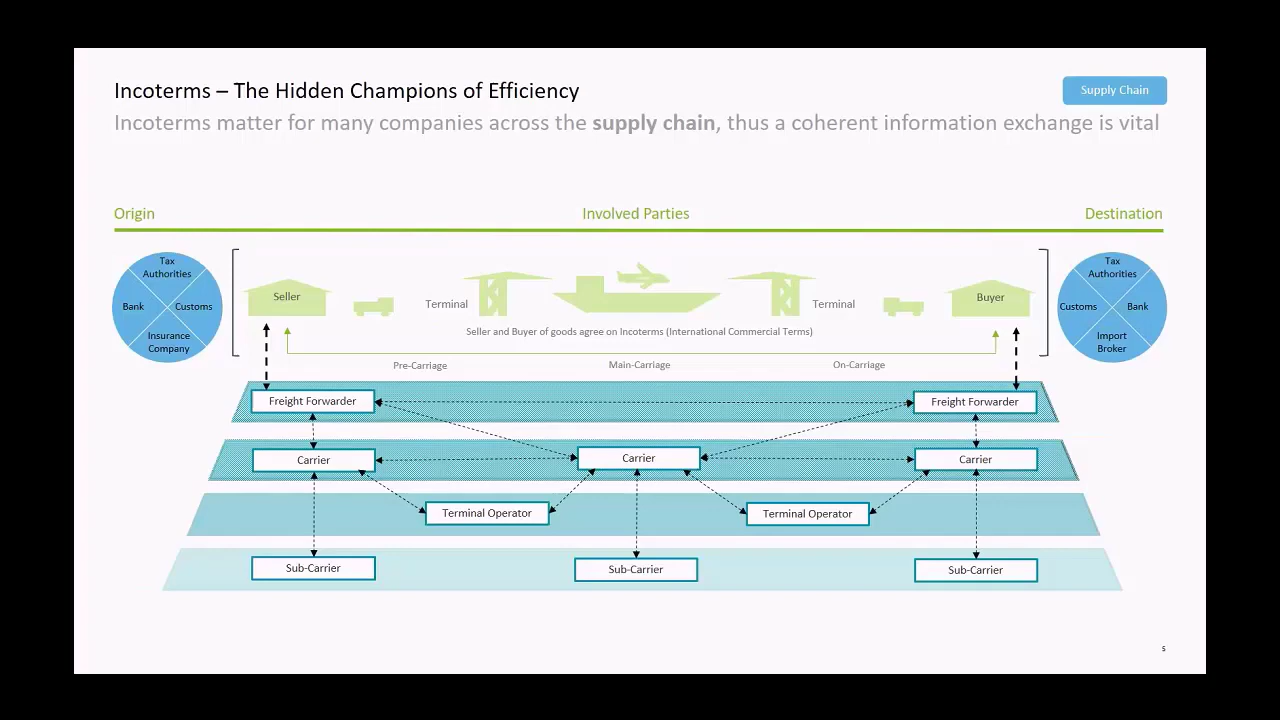 Incoterms – The Hidden Champions of Efficiency
Supply Chain
Incoterms matter for many companies across the supply chain, thus a coherent information exchange is vital
Origin
Involved Parties
Destination
Tax
Authorities
Bank
Customs
Insurance
Company
Seller
Terminal
Terminal
Buyer
Seller and Buyer of goods agree on Incoterms (International Commercial Terms)
Pre-Carriage
Main-Carriage
On-Carriage
Tax
Authorities
Customs
Bank
Import
Broker
Freight Forwarder
Freight Forwarder
Carrier
Carrier
Carrier
Terminal Operator
Terminal Operator
Sub-Carrier
Sub-Carrier
Sub-Carrier
5